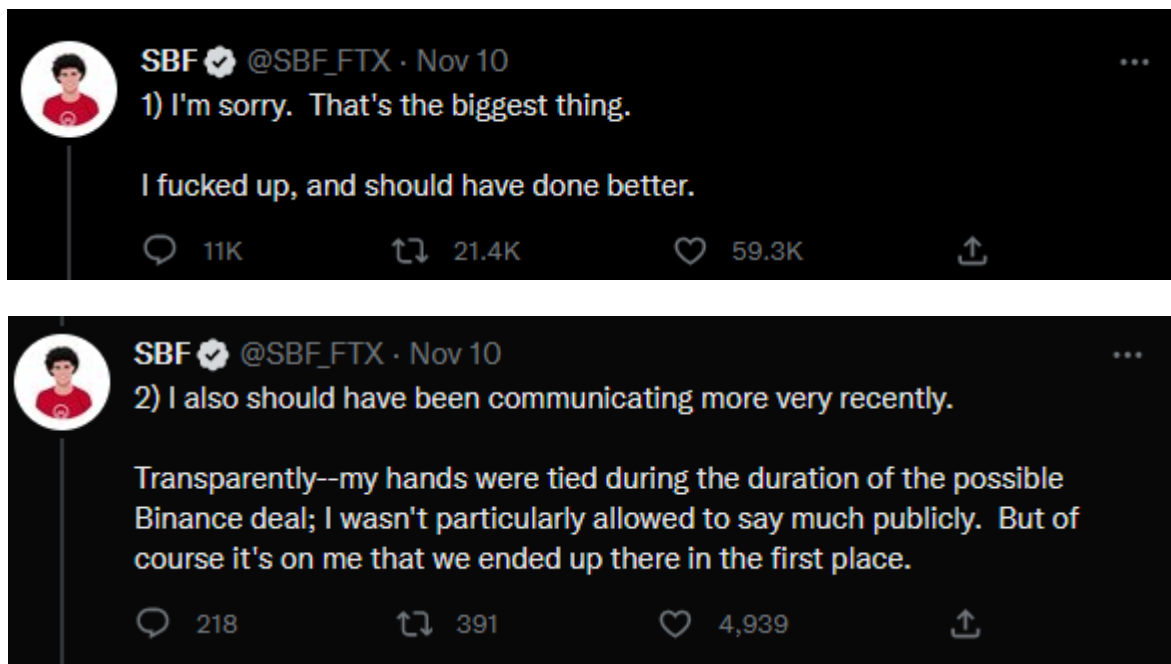 SBF @SBF_FTX · Nov 10
1) I'm sorry.  That's the biggest thing.
I fucked up, and should have done better.
11K 21.4K 59.3K
SBF @SBF_FTX · Nov 10
2) I also should have been communicating more very recently.
Transparently--my hands were tied during the duration of the possible
Binance deal; I wasn't particularly allowed to say much publicly.  But of
course it's on me that we ended up there in the first place.
218 391 4,939